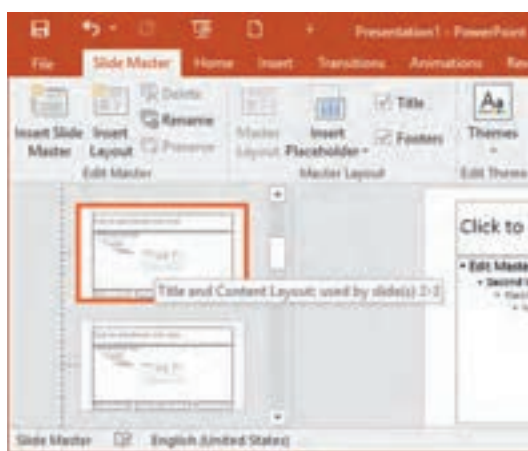 Presentation1 - PowerPoint
File Slide Master Home Insert Transitions Animations
Insert Slide Master
Insert Layout
Delete
Rename
Preserve
Master Layout
Insert Placeholder
Title
Footers
Themes
Edit Master
Master Layout
Edit Theme
Click to
Edit Master
Second
Title and Content Layout: used by slide(s) 2-3
Slide Master English (United States)